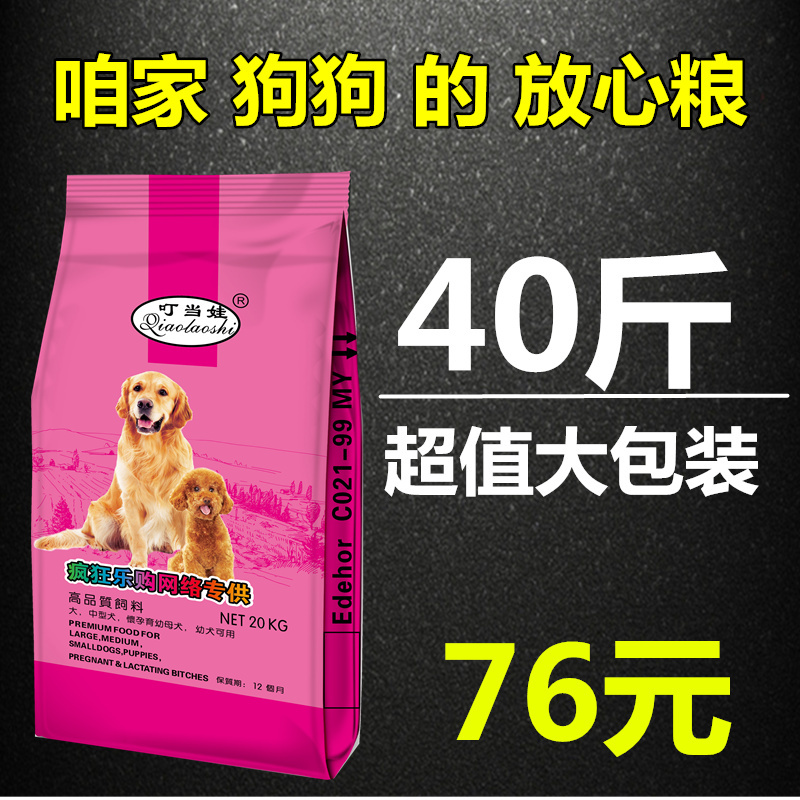 咱家 狗狗 的 放心粮
叮当娃
®
Qiaolaoshi
40斤
超值大包装
Edehor C021-99 MY
疯狂乐购网络专供
高品質飼料
NET 20 KG
大，中型犬，懷孕育幼母犬，幼犬可用
PREMIUM FOOD FOR
LARGE,MEDIUM,
SMALLDOGS,PUPPIES,
PREGNANT & LACTATING BITCHES
保質期：12 個月
76元